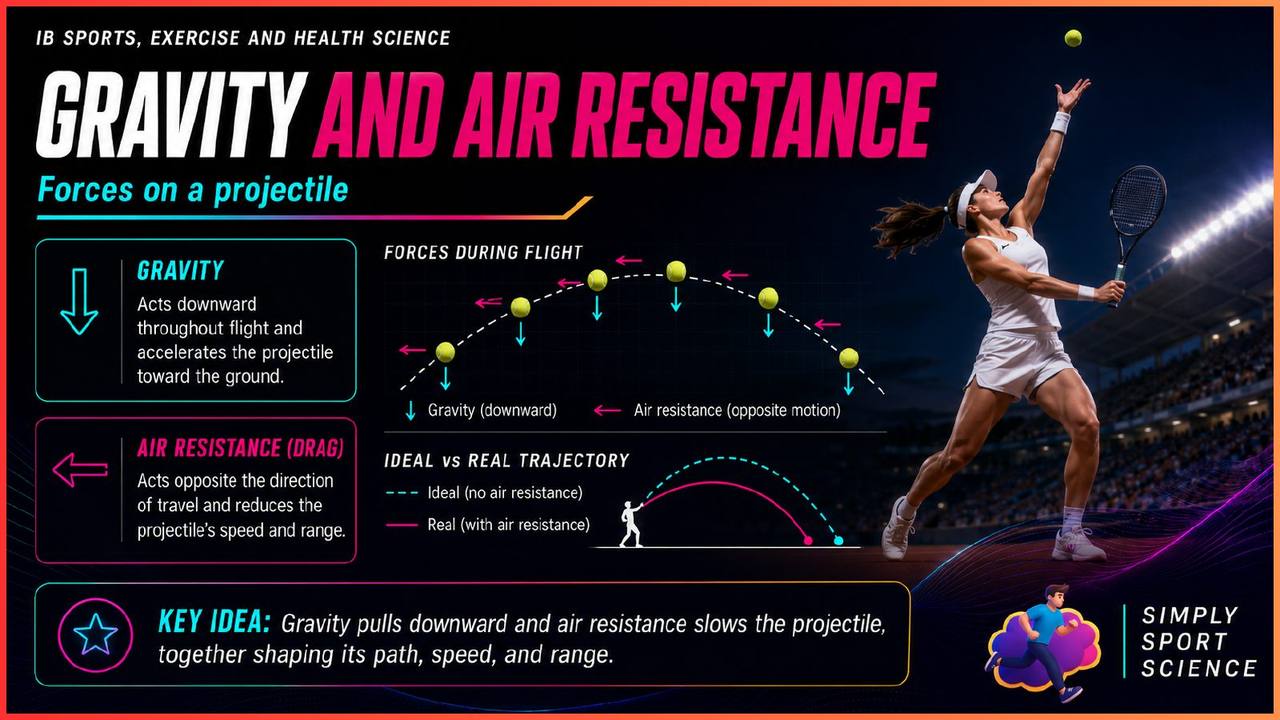 IB SPORTS, EXERCISE AND HEALTH SCIENCE
GRAVITY AND AIR RESISTANCE
Forces on a projectile
GRAVITY
Acts downward
throughout flight and
accelerates the projectile
toward the ground.
AIR RESISTANCE (DRAG)
Acts opposite the direction
of travel and reduces the
projectile's speed and range.
FORCES DURING FLIGHT
Gravity (downward)
Air resistance (opposite motion)
IDEAL vs REAL TRAJECTORY
Ideal (no air resistance)
Real (with air resistance)
KEY IDEA: Gravity pulls downward and air resistance slows the projectile,
together shaping its path, speed, and range.
SIMPLY
SPORT
SCIENCE